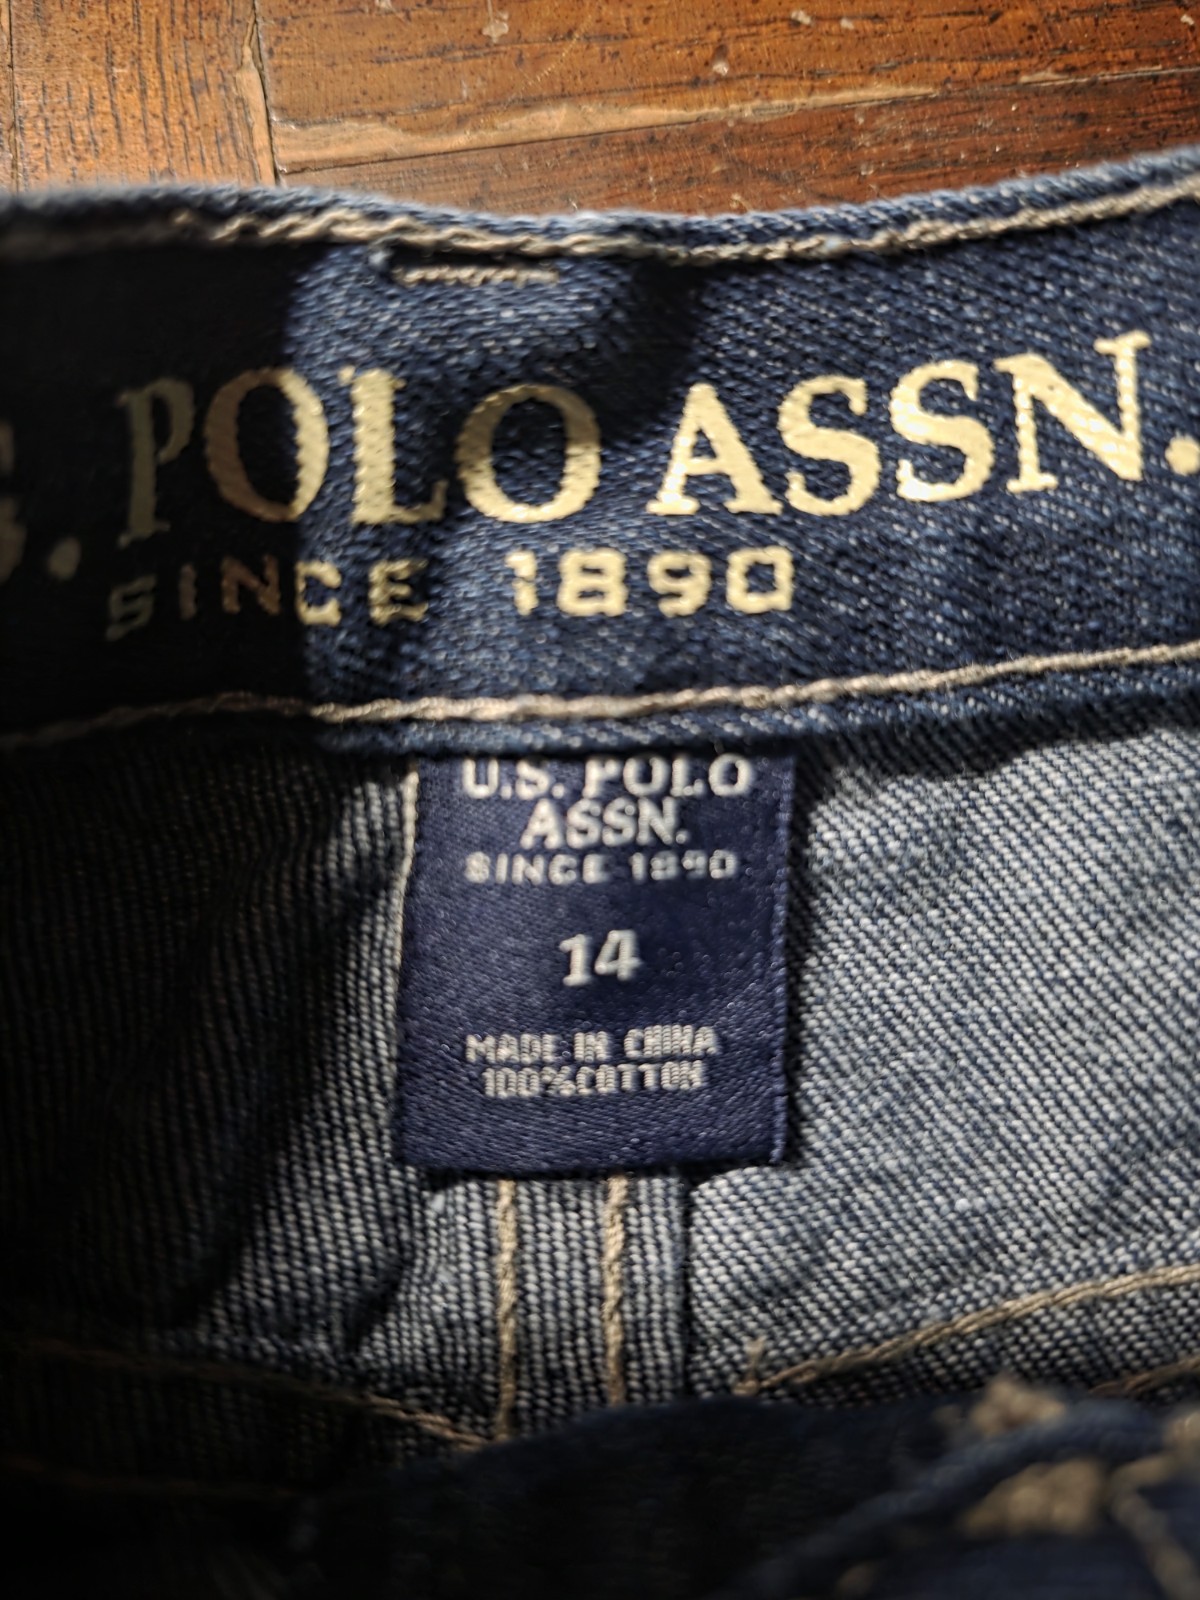 S. POLO ASSN.
SINCE 1890
U.S. POLO
ASSN.
SINCE 1890
14
MADE IN CHINA
100%COTTON